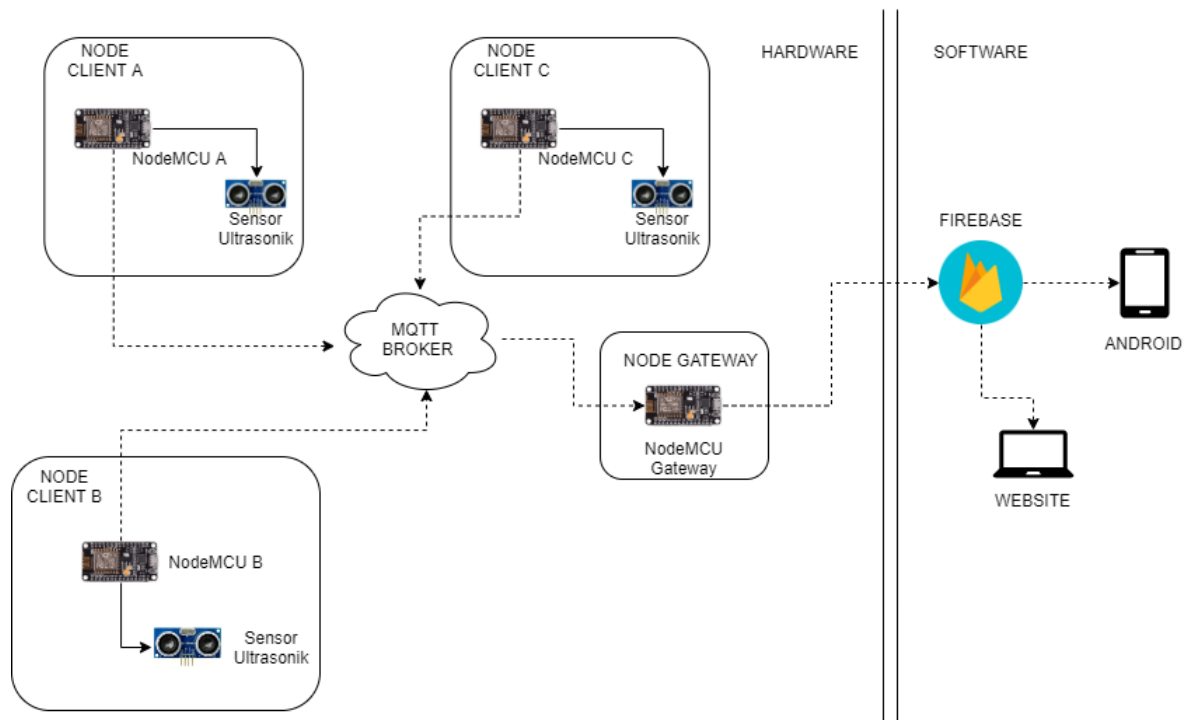 NODE
CLIENT A
NodeMCU A
Sensor
Ultrasonik
NODE
CLIENT C
NodeMCU C
Sensor
Ultrasonik
HARDWARE
SOFTWARE
MQTT
BROKER
NODE GATEWAY
NodeMCU
Gateway
FIREBASE
ANDROID
WEBSITE
NODE
CLIENT B
NodeMCU B
Sensor
Ultrasonik